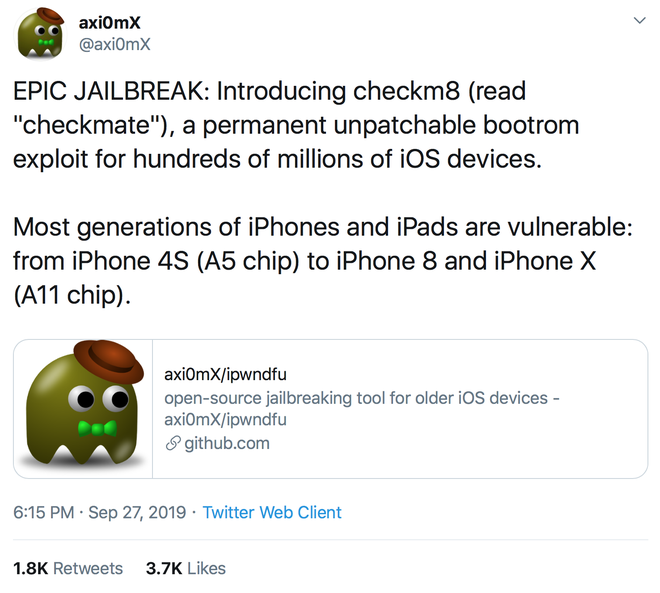 axi0mX
@axi0mX
EPIC JAILBREAK: Introducing checkm8 (read
"checkmate"), a permanent unpatchable bootrom
exploit for hundreds of millions of iOS devices.
Most generations of iPhones and iPads are vulnerable:
from iPhone 4S (A5 chip) to iPhone 8 and iPhone X
(A11 chip).
axi0mX/ipwndfu
open-source jailbreaking tool for older iOS devices -
axi0mX/ipwndfu
github.com
6:15 PM · Sep 27, 2019 · Twitter Web Client
1.8K Retweets 3.7K Likes